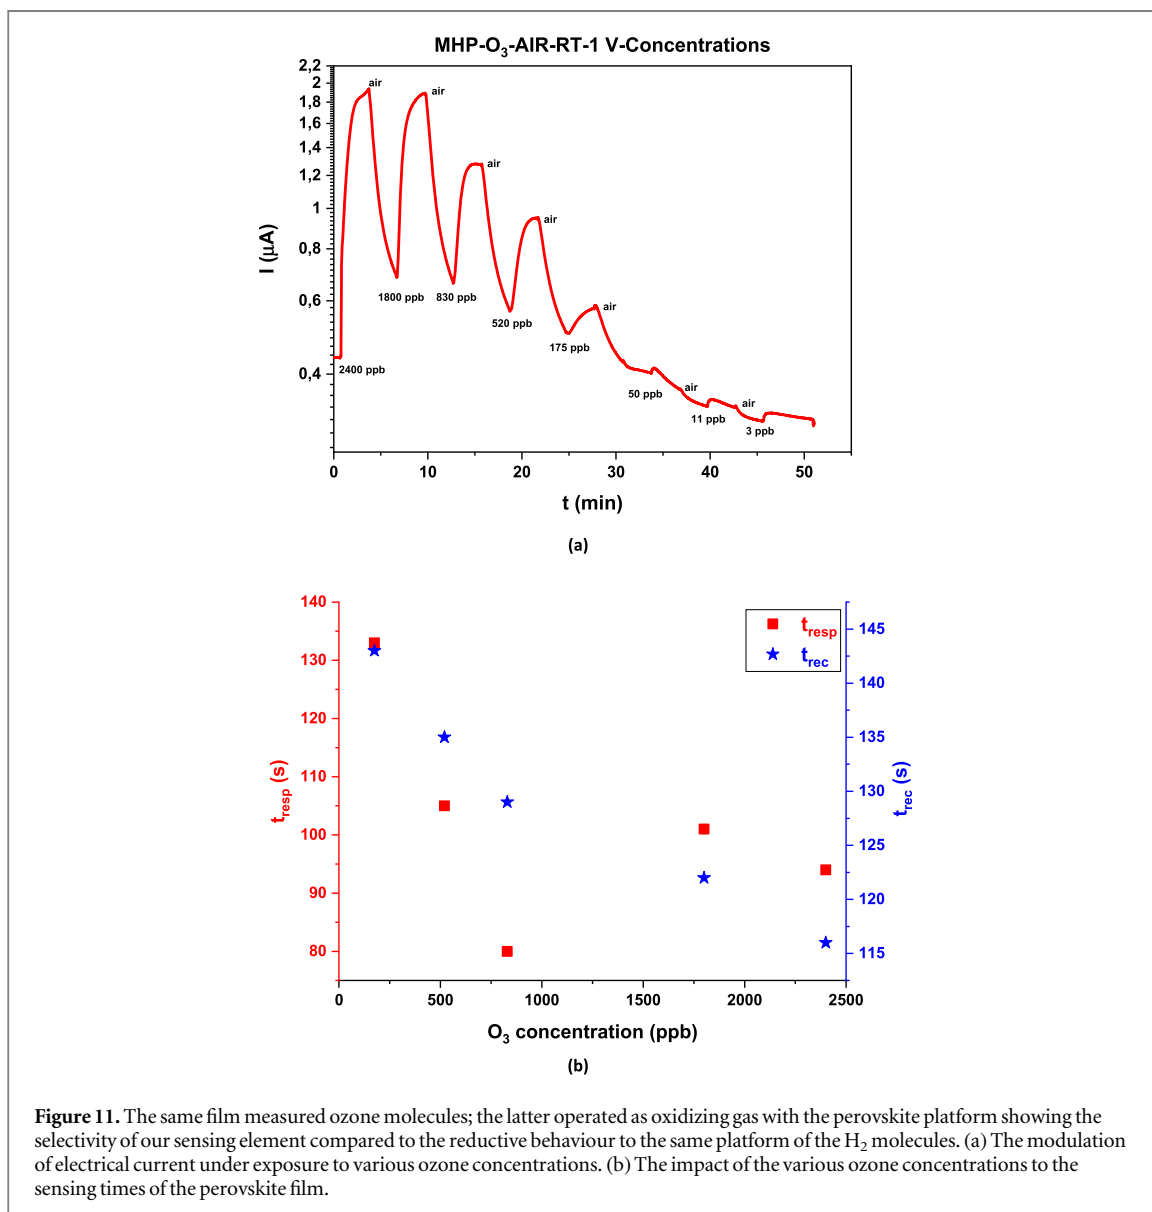 MHP-O3-AIR-RT-1 V-Concentrations
2,2
2
1,8
1,6
1,4
1,2
1
0,8
0,6
0,4
I (μA)
air
air
air
air
air
air
air
2400 ppb
1800 ppb
830 ppb
520 ppb
175 ppb
50 ppb
11 ppb
3 ppb
0 10 20 30 40 50
t (min)
(a)
140
130
120
110
100
90
80
tresp (s)
tresp
trec
145
140
135
130
125
120
115
trec (s)
0 500 1000 1500 2000 2500
O3 concentration (ppb)
(b)
Figure 11. The same film measured ozone molecules; the latter operated as oxidizing gas with the perovskite platform showing the
selectivity of our sensing element compared to the reductive behaviour to the same platform of the H2 molecules. (a) The modulation
of electrical current under exposure to various ozone concentrations. (b) The impact of the various ozone concentrations to the
sensing times of the perovskite film.